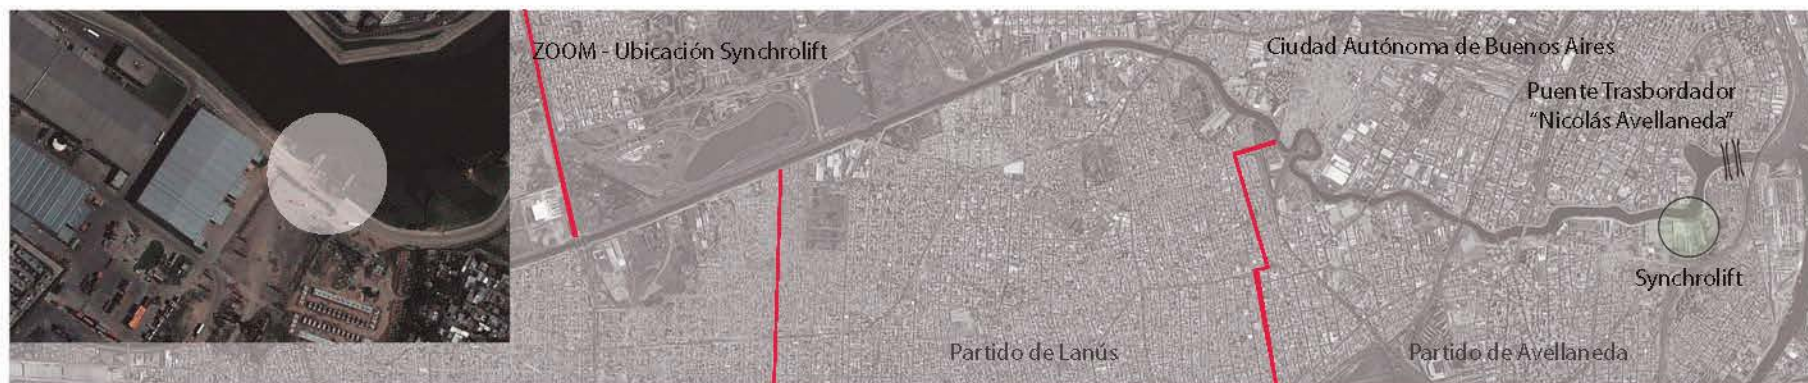 ZOOM - Ubicación Synchrolift
Ciudad Autónoma de Buenos Aires
Puente Trasbordador
"Nicolás Avellaneda"
Synchrolift
Partido de Lanús
Partido de Avellaneda